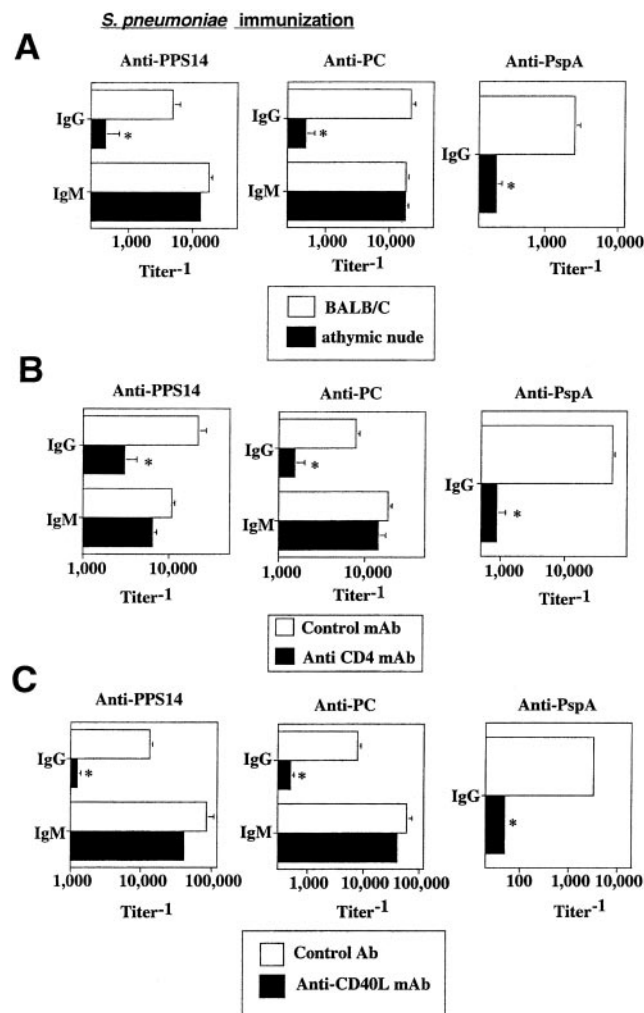 S. pneumoniae immunization
A
Anti-PPS14 Anti-PC Anti-PspA
IgG * IgG * IgG *
IgM IgM
1,000 10,000 1,000 10,000 1,000 10,000
Titer-1 Titer-1 Titer-1
BALB/C
athymic nude
B
Anti-PPS14 Anti-PC Anti-PspA
IgG * IgG * IgG *
IgM IgM
1,000 10,000 1,000 10,000 1,000 10,000
Titer-1 Titer-1 Titer-1
Control mAb
Anti CD4 mAb
C
Anti-PPS14 Anti-PC Anti-PspA
IgG * IgG * IgG *
IgM IgM
1,000 10,000 100,000 1,000 10,000 100,000 100 1,000 10,000
Titer-1 Titer-1 Titer-1
Control Ab
Anti-CD40L mAb